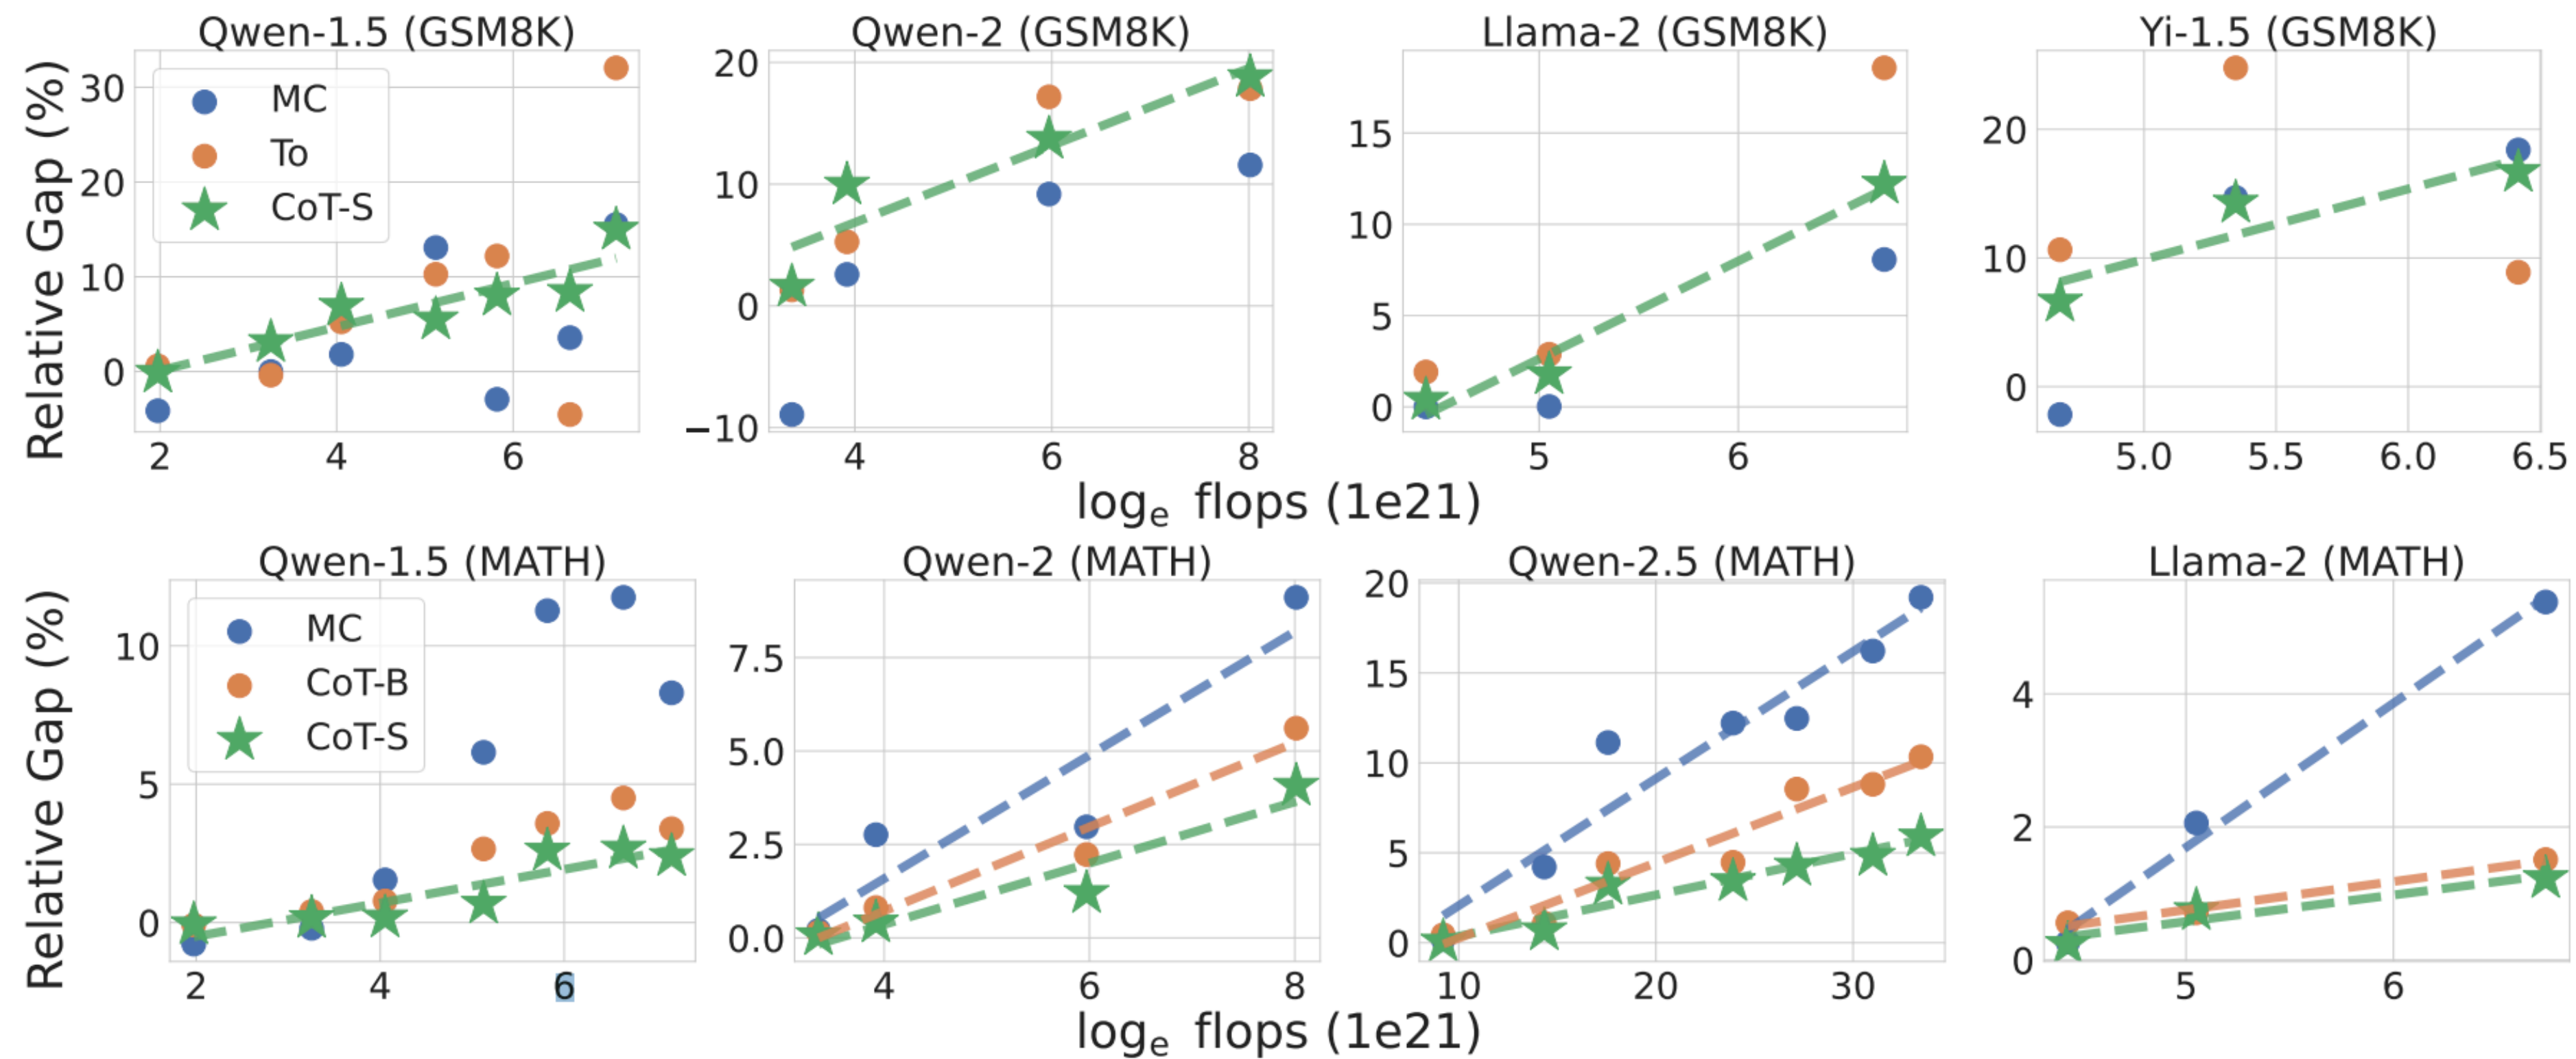 Qwen-1.5 (GSM8K)
Qwen-2 (GSM8K)
Llama-2 (GSM8K)
Yi-1.5 (GSM8K)
Relative Gap (%)
30
20
10
0
MC
To
CoT-S
2 4 6
20
10
0
−10
4 6 8
15
10
5
0
5 6
20
10
0
5.0 5.5 6.0 6.5
logₑ flops (1e21)
Qwen-1.5 (MATH)
Qwen-2 (MATH)
Qwen-2.5 (MATH)
Llama-2 (MATH)
Relative Gap (%)
10
5
0
MC
CoT-B
CoT-S
2 4 6
7.5
5.0
2.5
0.0
4 6 8
20
15
10
5
0
10 20 30
4
2
0
5 6
logₑ flops (1e21)